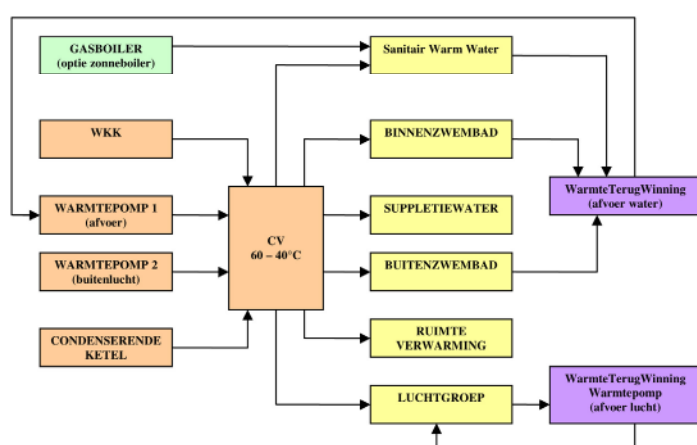 GASBOILER
(optie zonneboiler)
Sanitair Warm Water
WKK
BINNENZWEMBAD
WARMTEPOMP 1
(afvoer)
SUPPLETIEWATER
WarmteTerugWinning
(afvoer water)
CV
60 – 40°C
WARMTEPOMP 2
(buitenlucht)
BUITENZWEMBAD
CONDENSERENDE
KETEL
RUIMTE
VERWARMING
LUCHTGROEP
WarmteTerugWinning
Warmtepomp
(afvoer lucht)